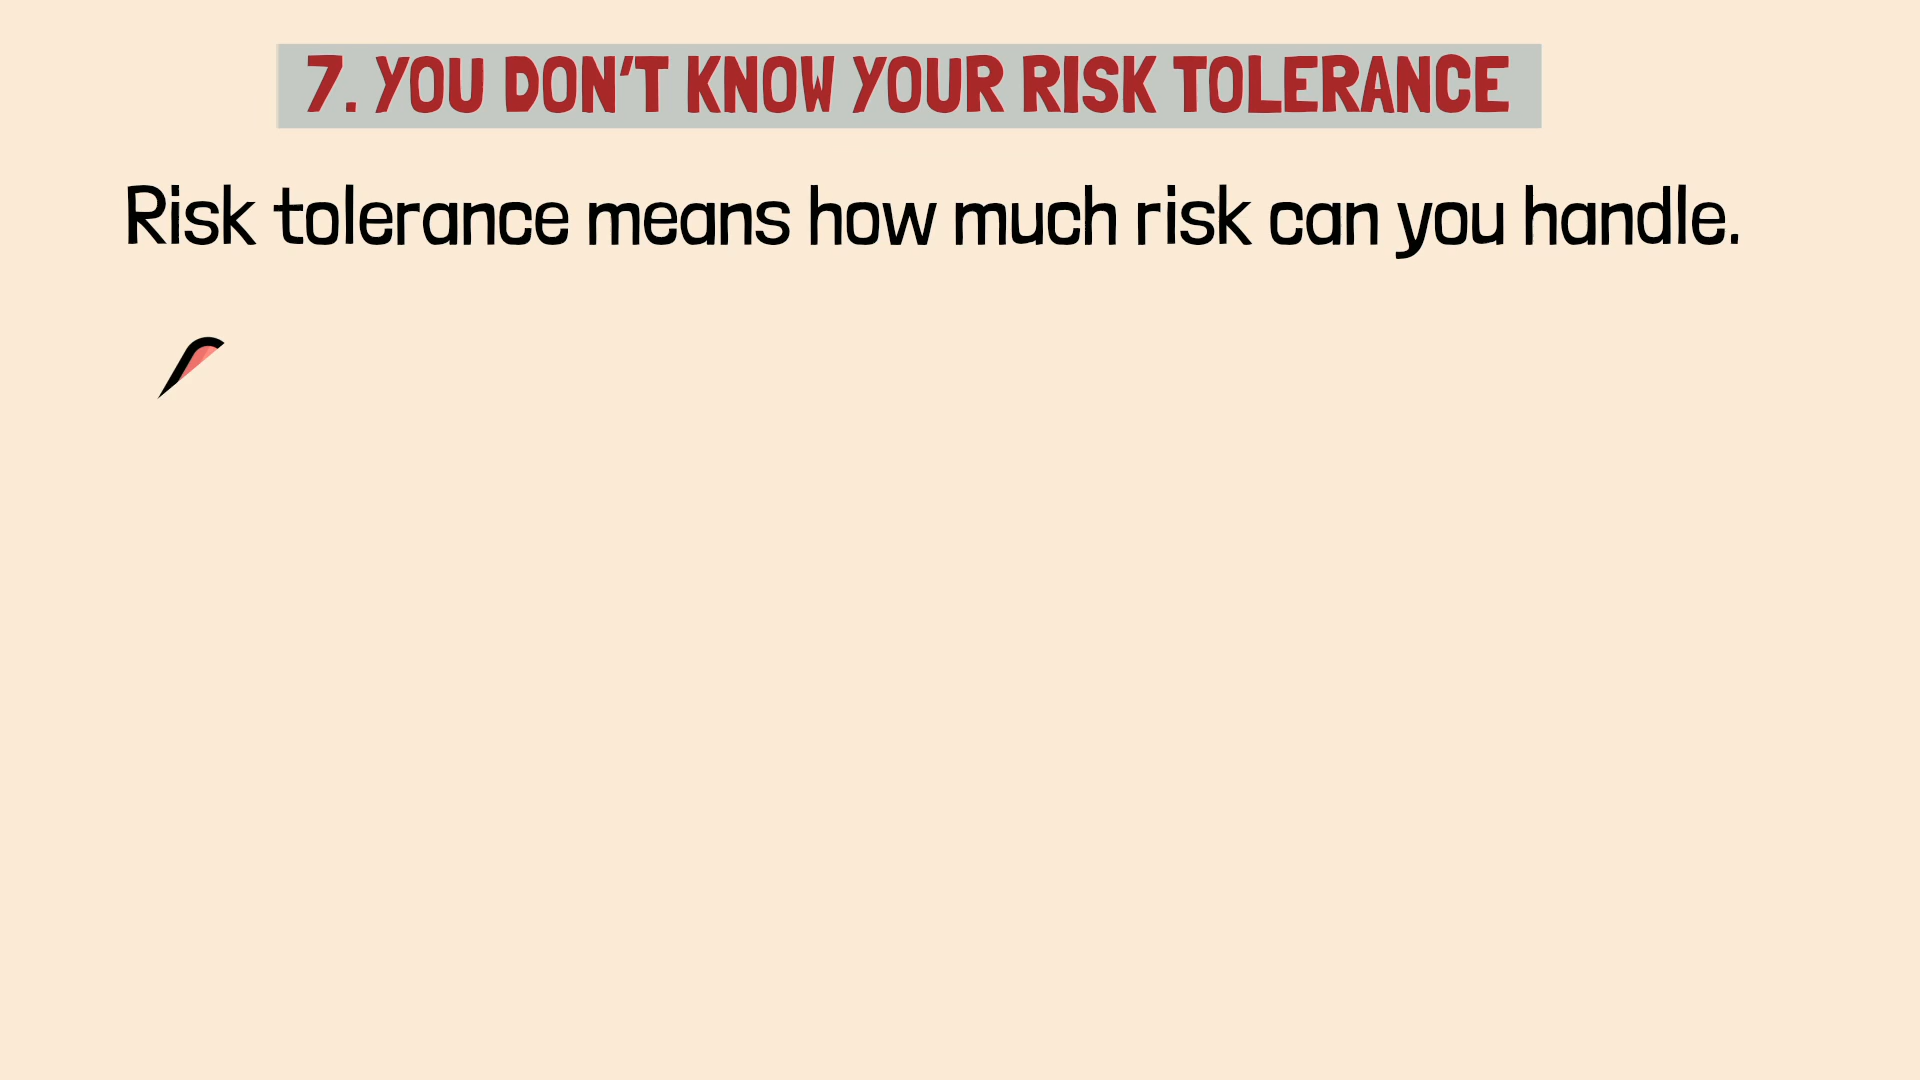 7. YOU DON'T KNOW YOUR RISK TOLERANCE
Risk tolerance means how much risk can you handle.